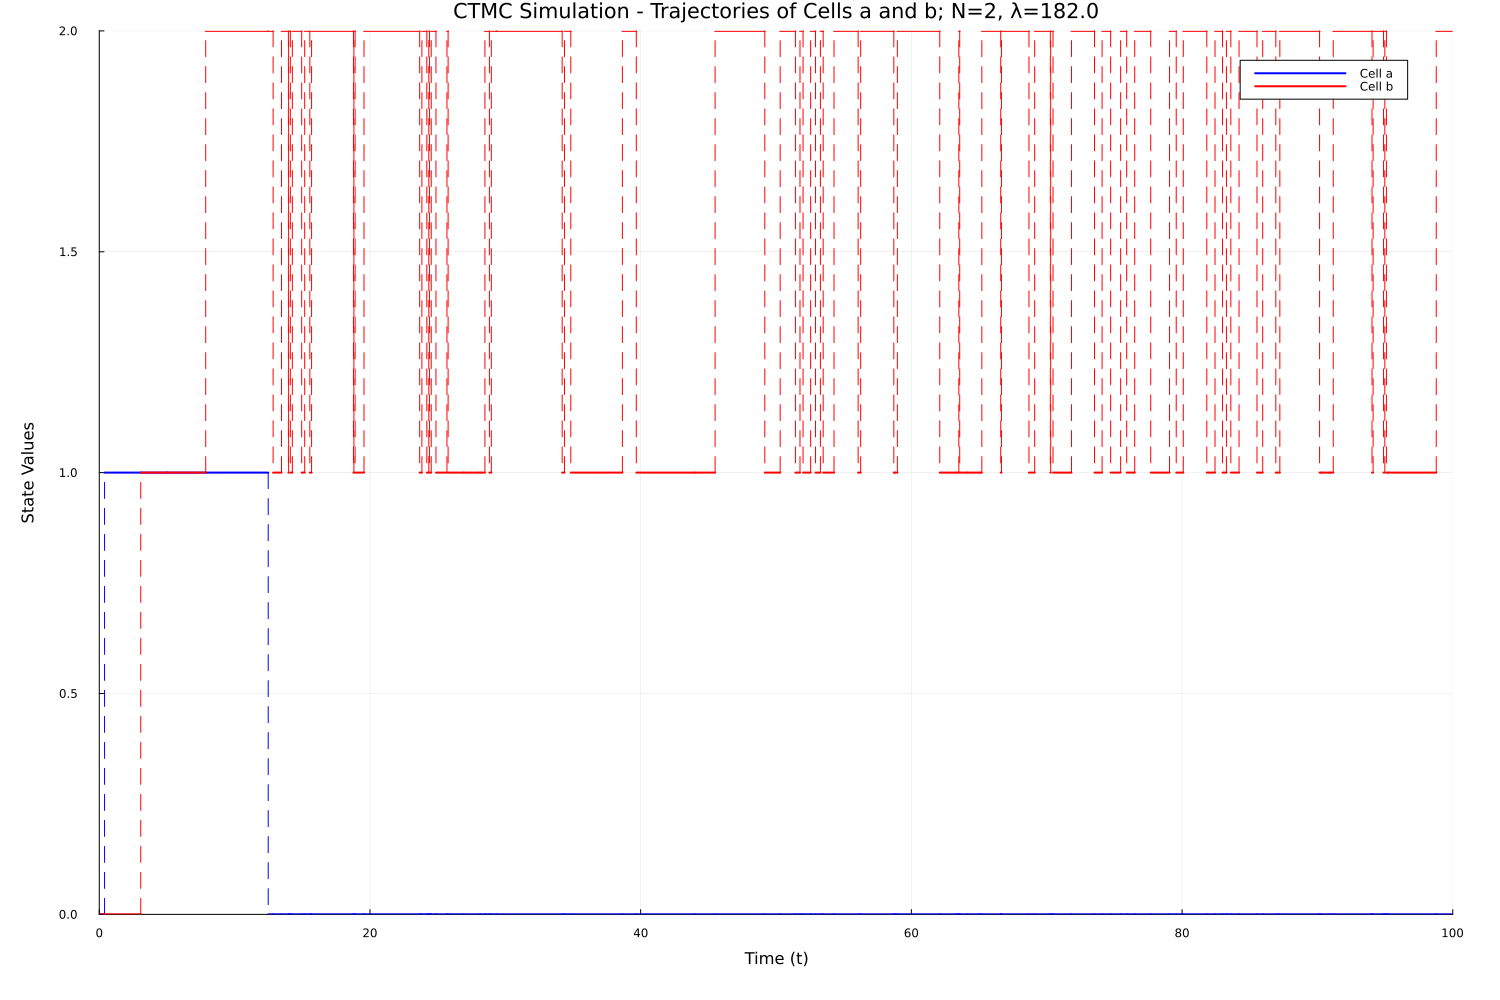 CTMC Simulation - Trajectories of Cells a and b; N=2, λ=182.0
2.0
Cell a
Cell b
1.5
1.0
State Values
0.5
0.0
0 20 40 60 80 100
Time (t)